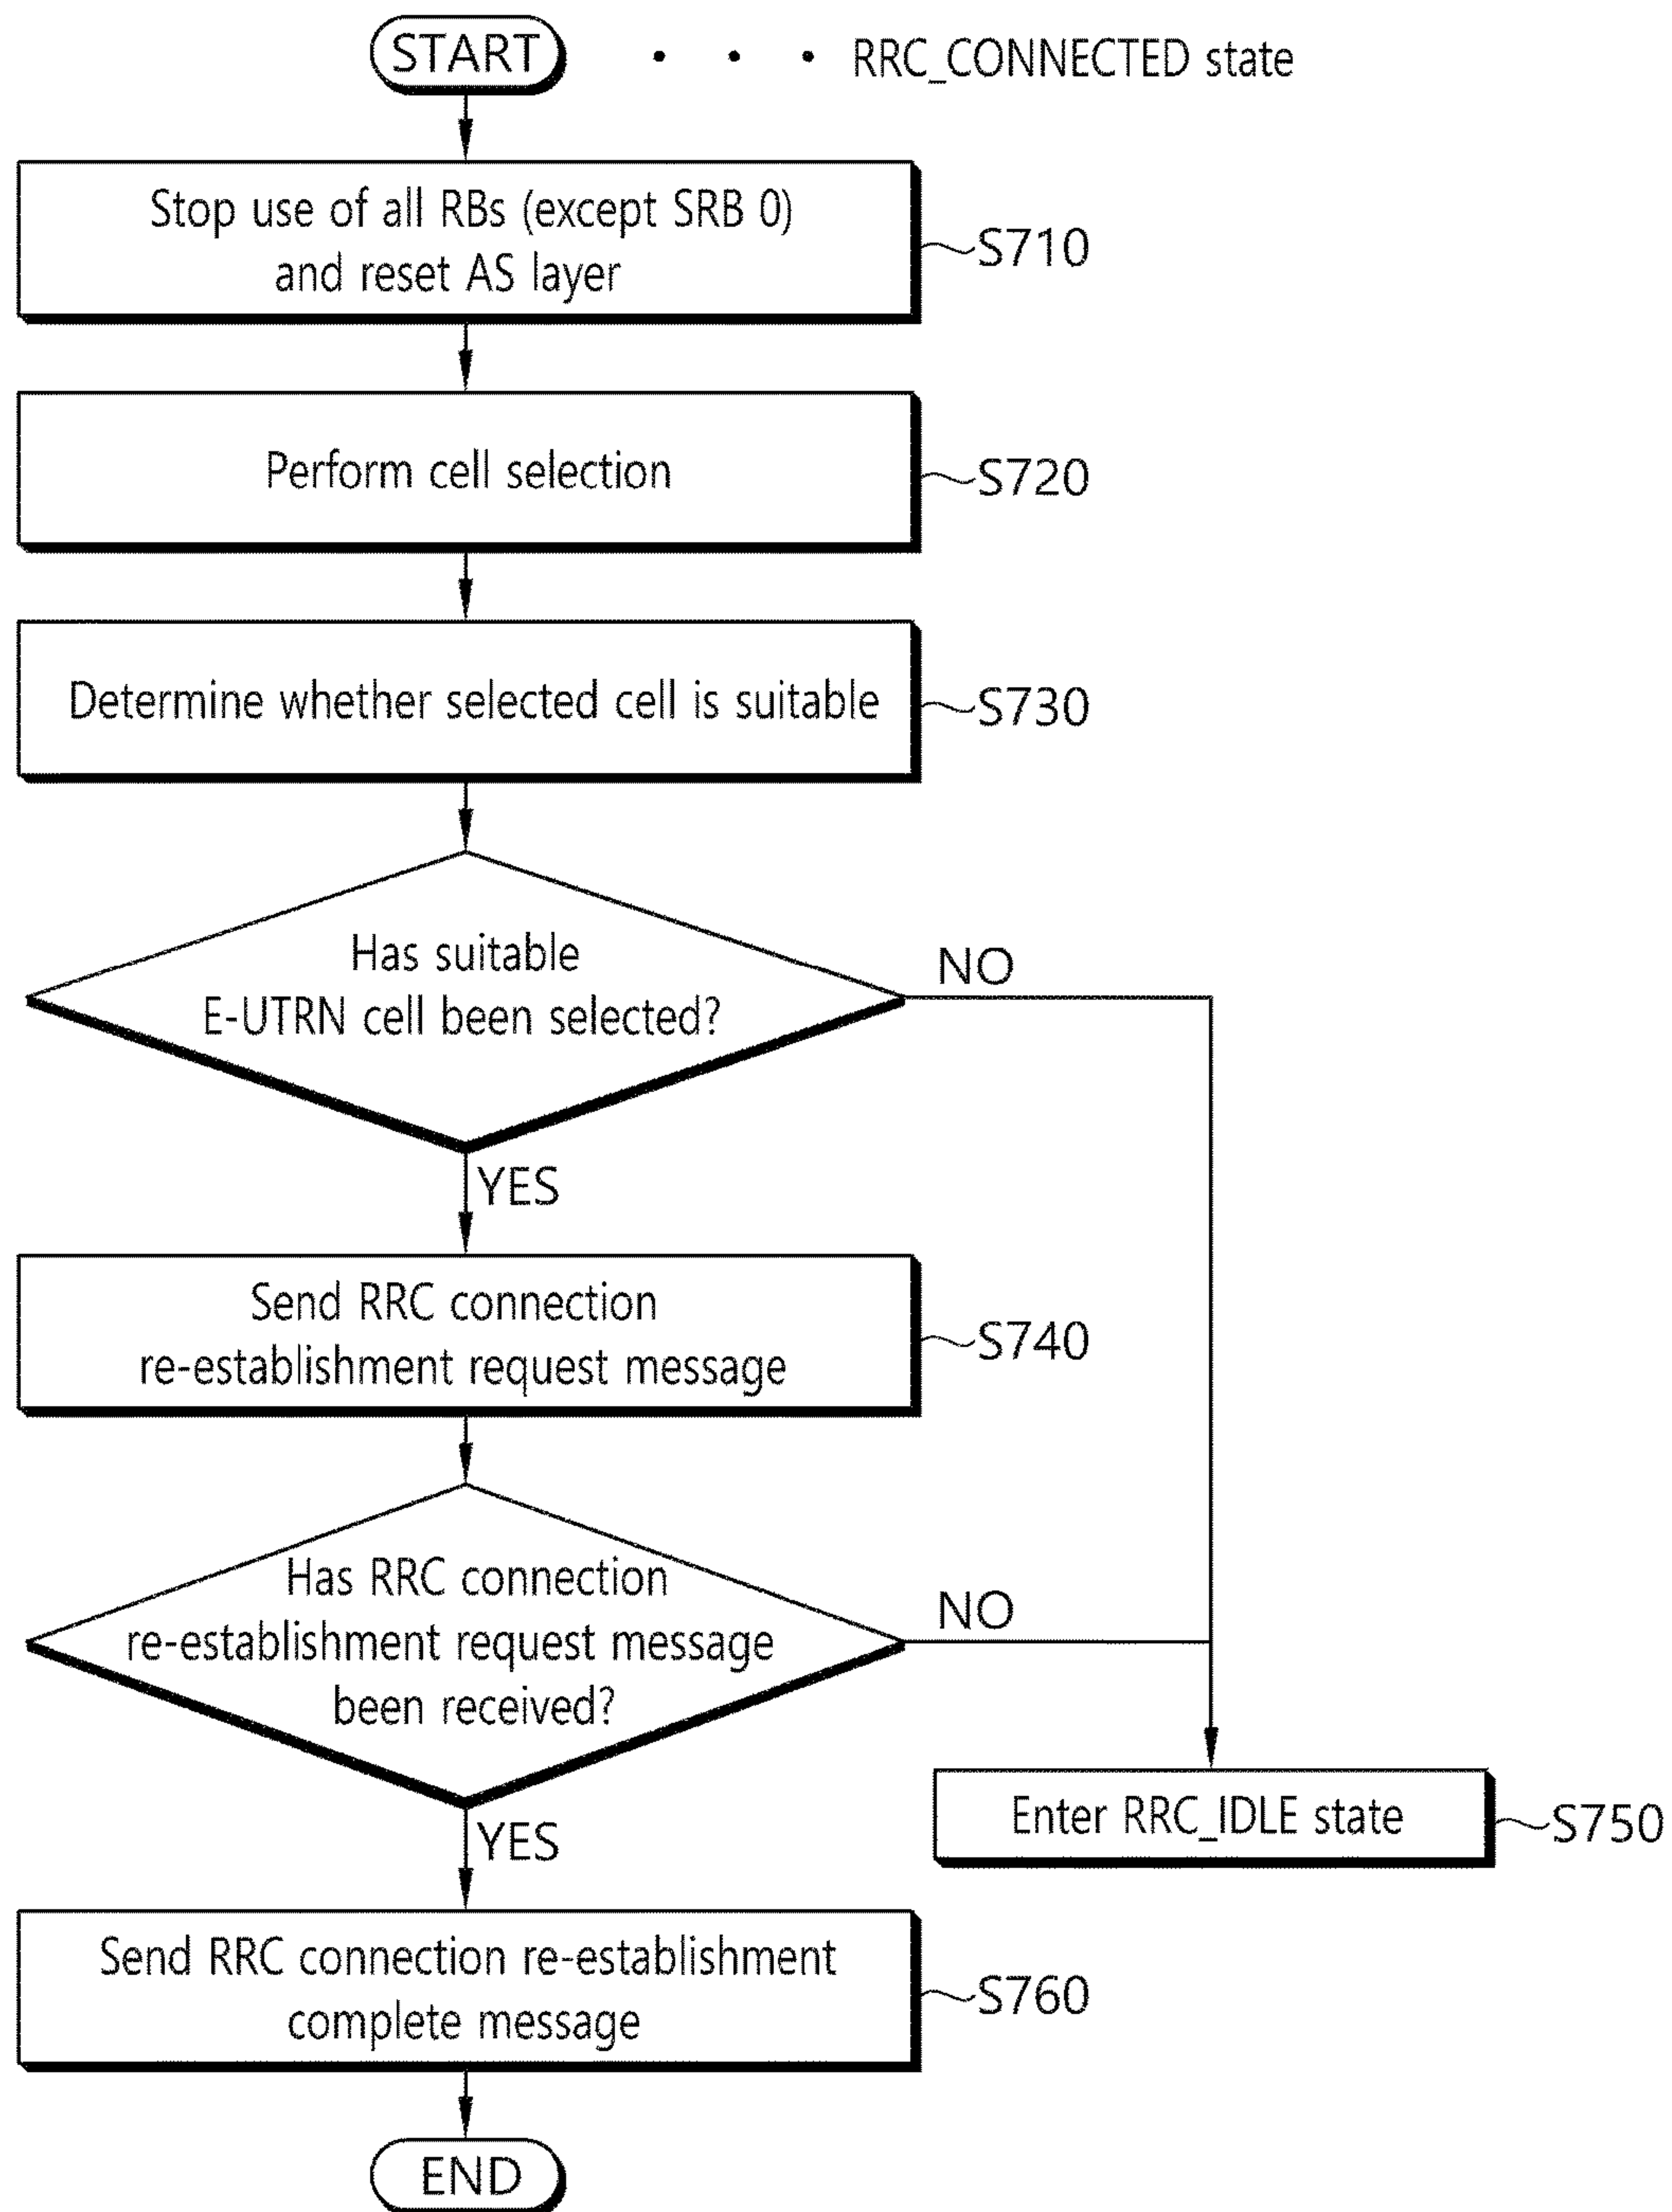 START
· · · RRC_CONNECTED state
Stop use of all RBs (except SRB 0)
and reset AS layer
S710
Perform cell selection
S720
Determine whether selected cell is suitable
S730
Has suitable
E-UTRN cell been selected?
NO
YES
Send RRC connection
re-establishment request message
S740
Has RRC connection
re-establishment request message
been received?
NO
YES
Enter RRC_IDLE state
S750
Send RRC connection re-establishment
complete message
S760
END